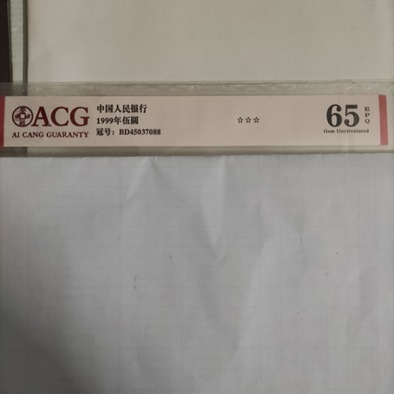 ACG
AI CANG GUARANTY
中国人民银行
1999年伍圆
冠号：BD45037088
☆☆☆
65 EPQ
Gem Uncirculated